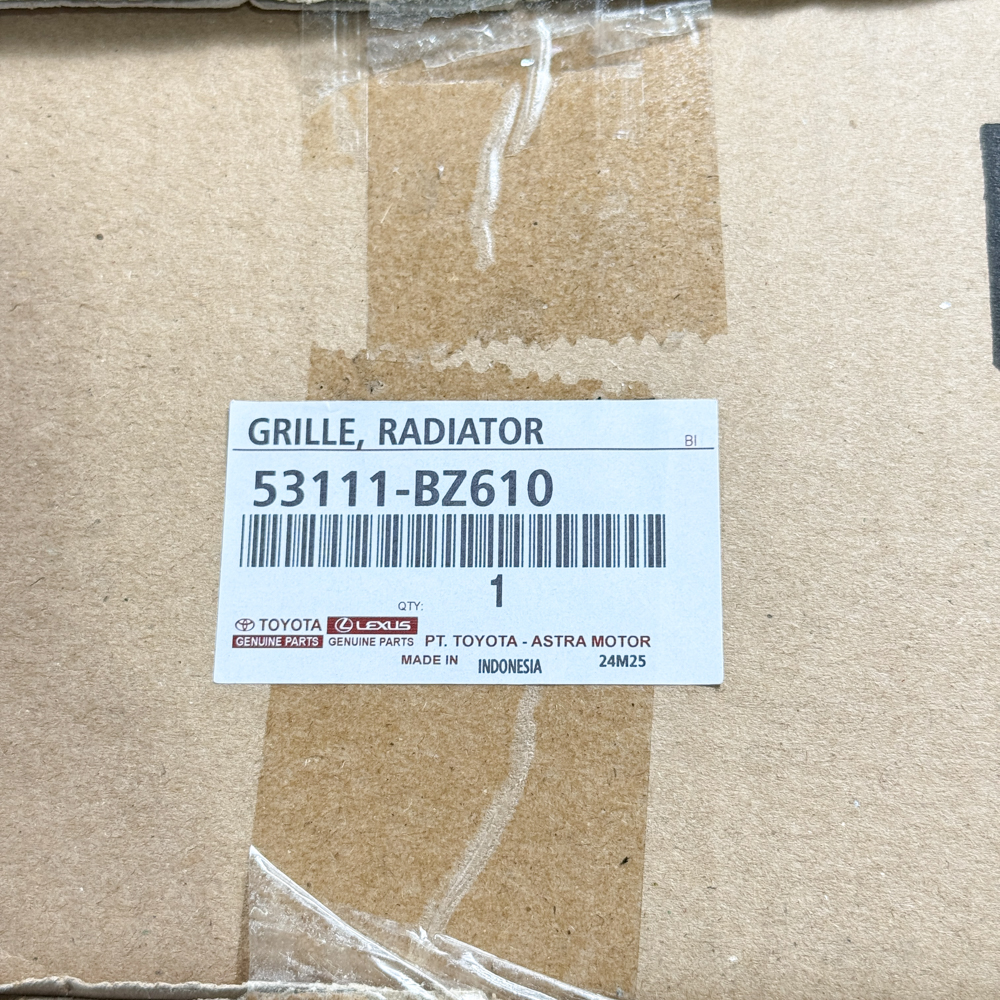 GRILLE, RADIATOR
BI
53111-BZ610
QTY: 1
TOYOTA LEXUS
GENUINE PARTS GENUINE PARTS PT. TOYOTA - ASTRA MOTOR
MADE IN INDONESIA 24M25